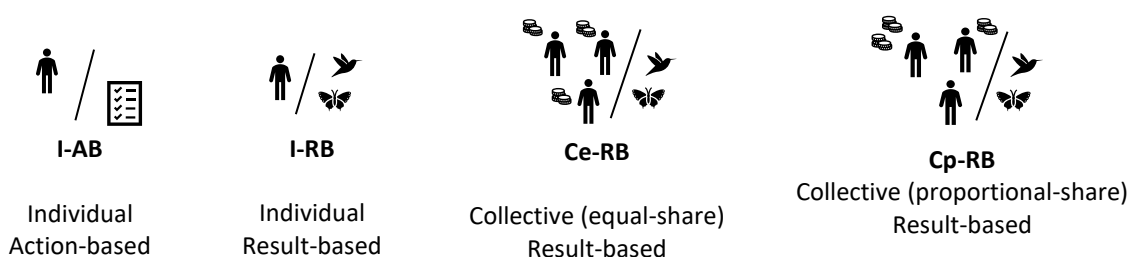 I-AB
Individual
Action-based
I-RB
Individual
Result-based
Ce-RB
Collective (equal-share)
Result-based
Cp-RB
Collective (proportional-share)
Result-based